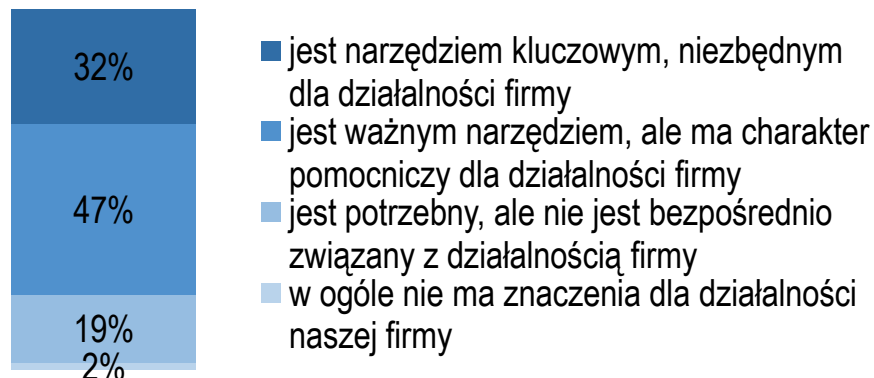 32%
47%
19%
2%
jest narzędziem kluczowym, niezbędnym
dla działalności firmy
jest ważnym narzędziem, ale ma charakter
pomocniczy dla działalności firmy
jest potrzebny, ale nie jest bezpośrednio
związany z działalnością firmy
w ogóle nie ma znaczenia dla działalności
naszej firmy